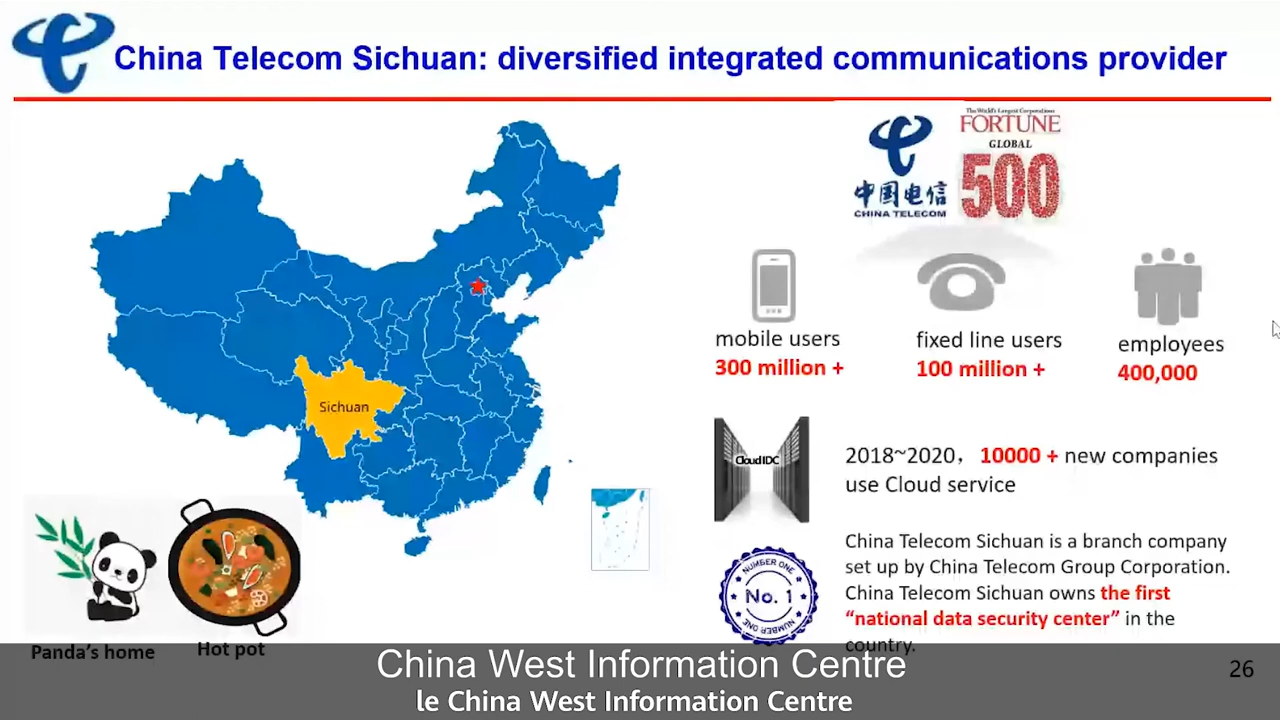 China Telecom Sichuan: diversified integrated communications provider
The World's Largest Corporations
FORTUNE
GLOBAL
500
中国电信
CHINA TELECOM
mobile users
300 million +
fixed line users
100 million +
employees
400,000
Sichuan
Cloud IDC
2018~2020，10000 + new companies
use Cloud service
China Telecom Sichuan is a branch company
set up by China Telecom Group Corporation.
China Telecom Sichuan owns the first
“national data security center” in the
country.
NUMBER ONE
No. 1
NUMBER ONE
Panda’s home
Hot pot
China West Information Centre
le China West Information Centre
26